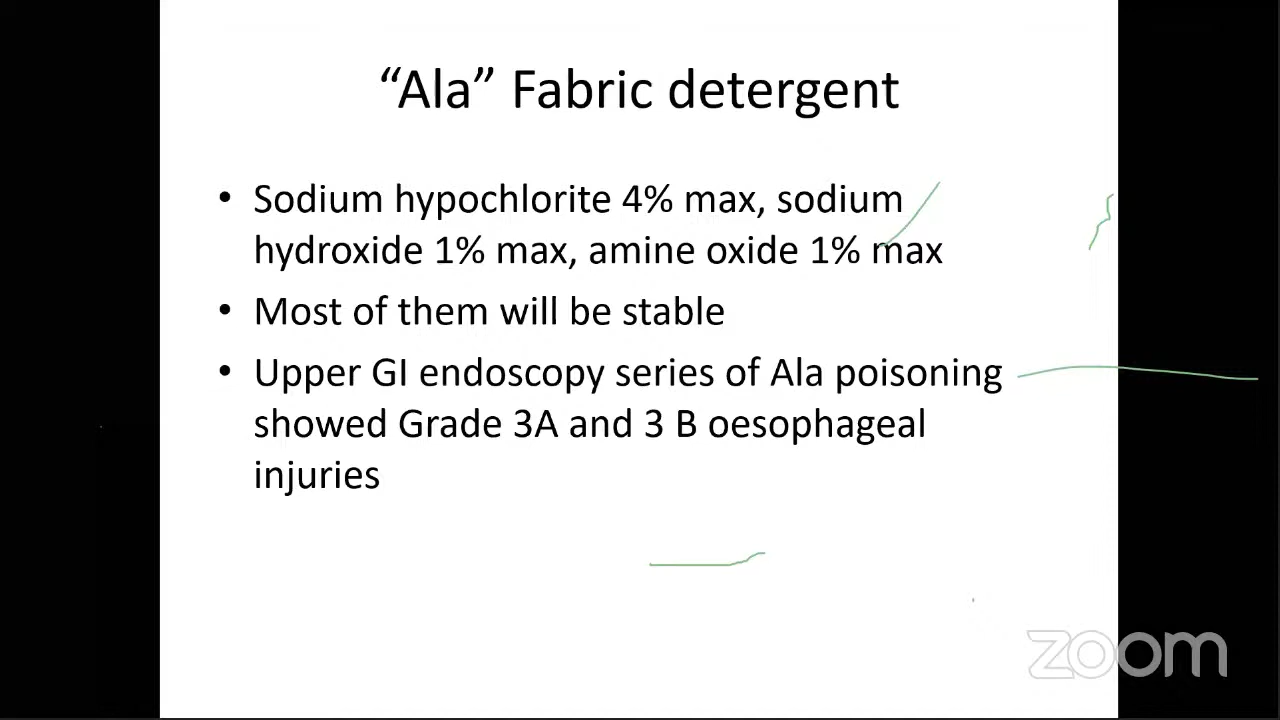 “Ala” Fabric detergent
• Sodium hypochlorite 4% max, sodium
hydroxide 1% max, amine oxide 1% max
• Most of them will be stable
• Upper GI endoscopy series of Ala poisoning
showed Grade 3A and 3 B oesophageal
injuries
zoom